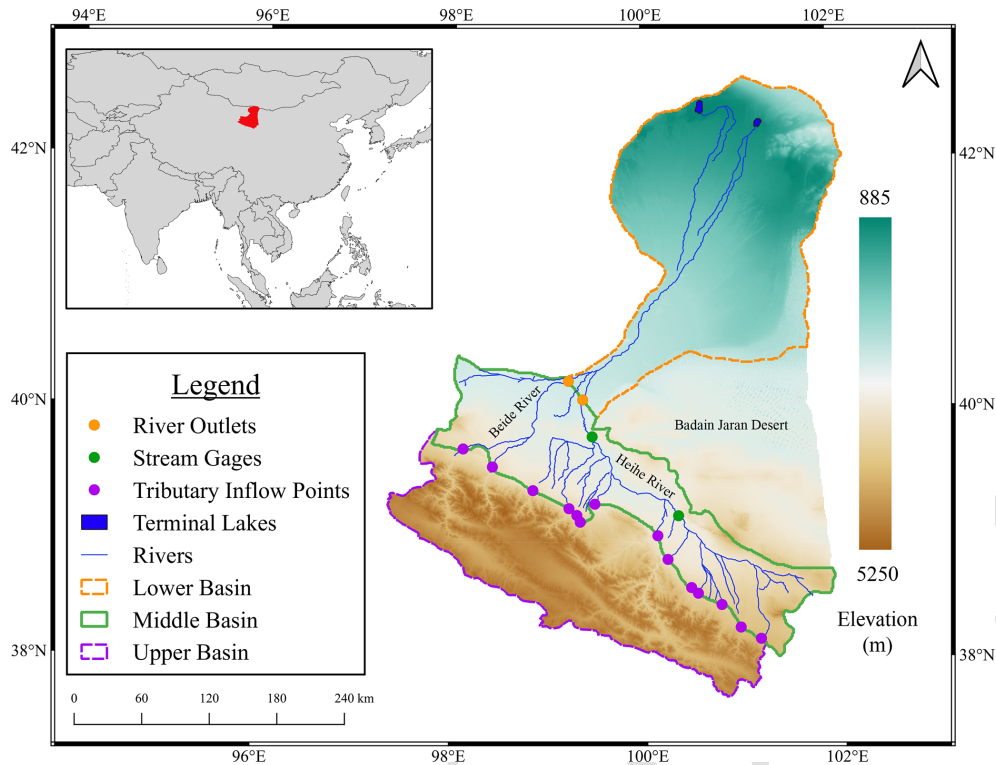 94°E 96°E 98°E 100°E 102°E
42°N
42°N
885
5250
Elevation
(m)
Legend
River Outlets
Stream Gages
Tributary Inflow Points
Terminal Lakes
Rivers
Lower Basin
Middle Basin
Upper Basin
40°N
40°N
Beide River
Heihe River
Badain Jaran Desert
38°N
38°N
0 60 120 180 240 km
96°E 98°E 100°E 102°E